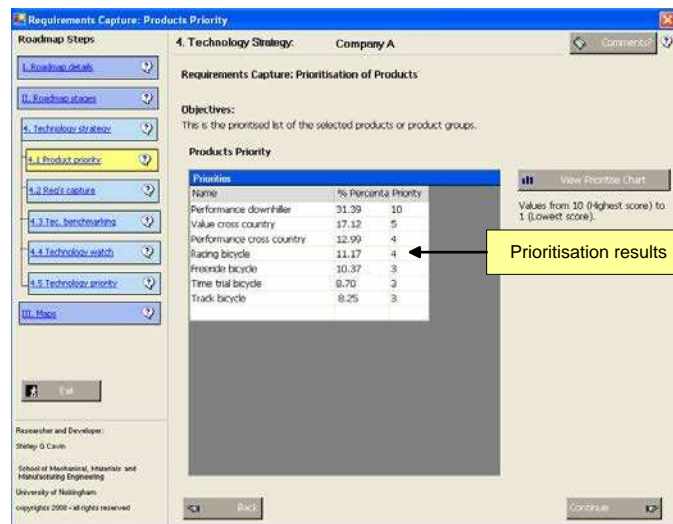 Requirements Capture: Products Priority
Roadmap Steps
I. Roadmap details
II. Roadmap stages
4. Technology strategy
4.1 Product priority
4.2 Req's capture
4.3 Tec. benchmarking
4.4 Technology watch
4.5 Technology priority
III. Maps
Exit
Researcher and Developer:
Shirley G Cavin
School of Mechanical, Materials and
Manufacturing Engineering
University of Nottingham
copyrights 2008 - all rights reserved
4. Technology Strategy: Company A
Comments?
Requirements Capture: Prioritisation of Products
Objectives:
This is the prioritised list of the selected products or product groups.
Products Priority
Priorities
Name % Percenta Priority
Performance downhiller 31.39 10
Value cross country 17.12 5
Performance cross country 12.99 4
Racing bicycle 11.17 4
Freeride bicycle 10.37 3
Time trial bicycle 8.70 3
Track bicycle 8.25 3
View Prioritise Chart
Values from 10 (Highest score) to
1 (Lowest score).
Prioritisation results
Back
Continue